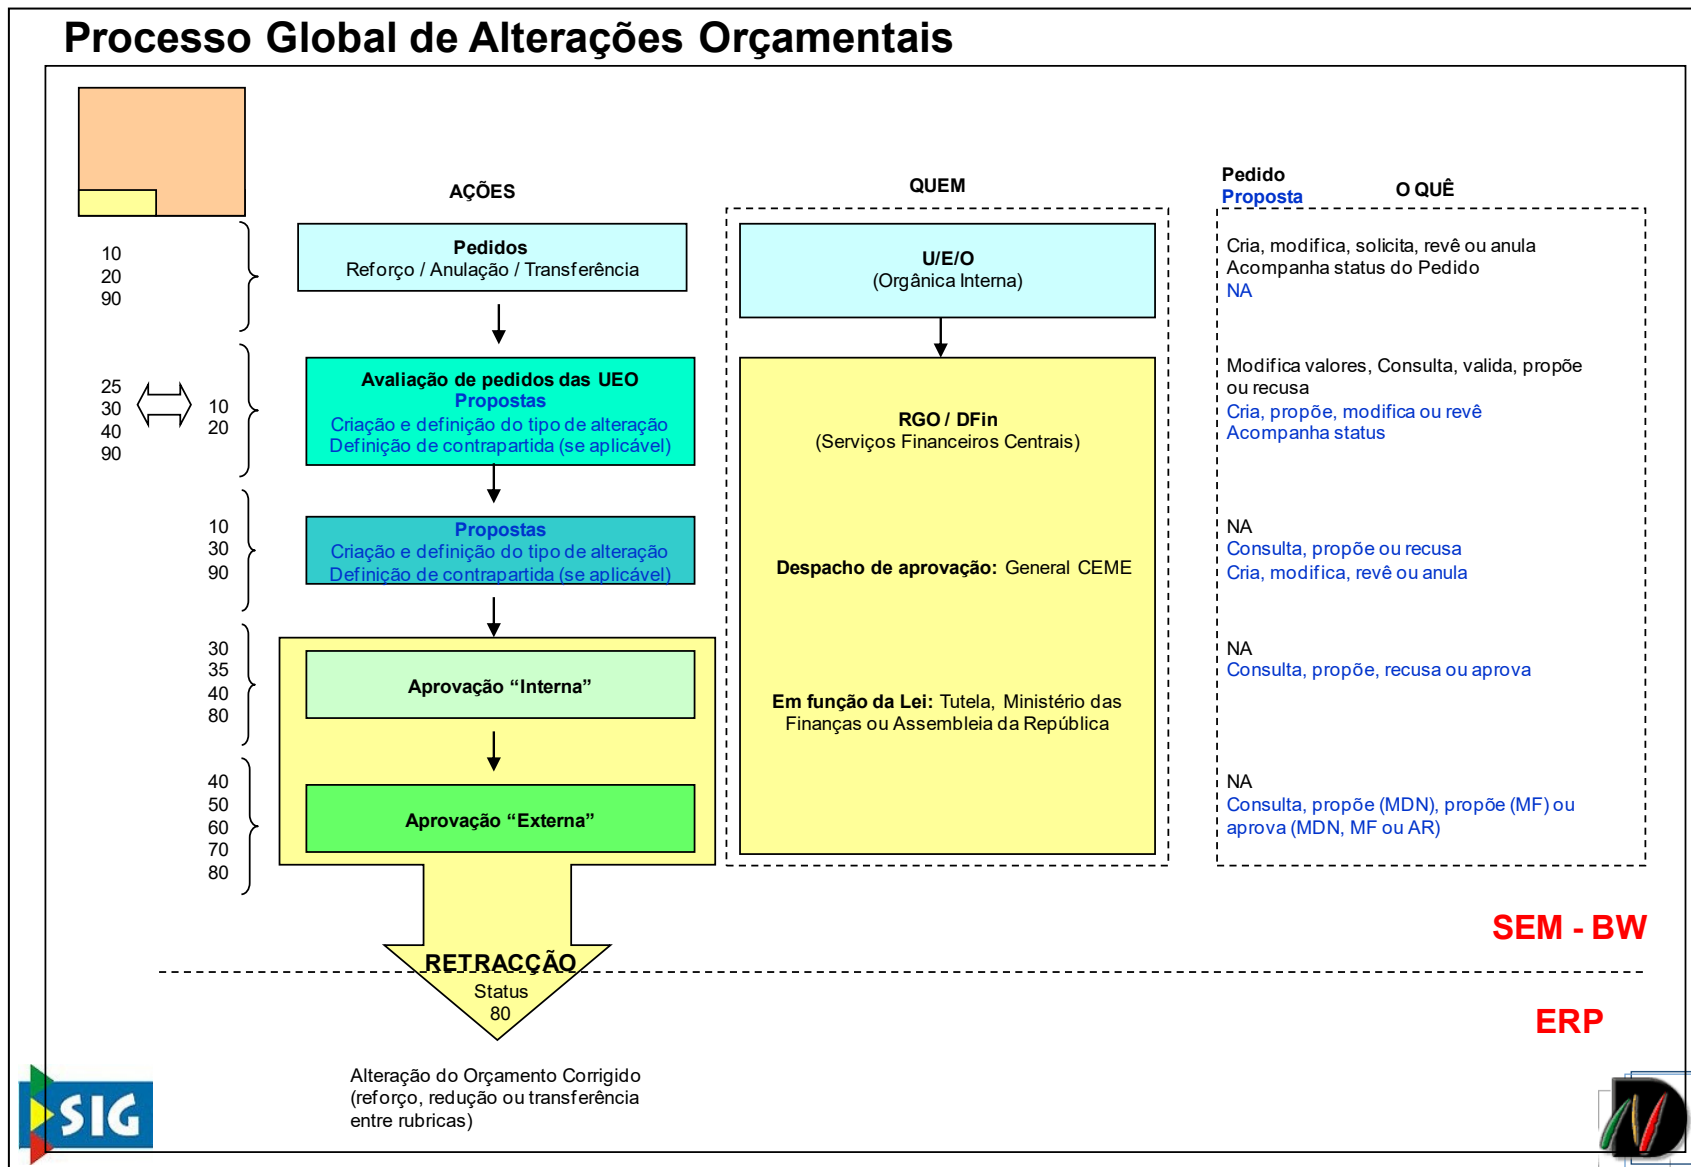 Processo Global de Alterações Orçamentais
AÇÕES
QUEM
Pedido
Proposta
O QUÊ
10
20
90
Pedidos
Reforço / Anulação / Transferência
U/E/O
(Orgânica Interna)
Cria, modifica, solicita, revê ou anula
Acompanha status do Pedido
NA
25
30
40
90
10
20
Avaliação de pedidos das UEO
Propostas
Criação e definição do tipo de alteração
Definição de contrapartida (se aplicável)
RGO / DFin
(Serviços Financeiros Centrais)
Modifica valores, Consulta, valida, propõe
ou recusa
Cria, propõe, modifica ou revê
Acompanha status
10
30
90
Propostas
Criação e definição do tipo de alteração
Definição de contrapartida (se aplicável)
Despacho de aprovação: General CEME
NA
Consulta, propõe ou recusa
Cria, modifica, revê ou anula
30
35
40
80
Aprovação “Interna”
Em função da Lei: Tutela, Ministério das
Finanças ou Assembleia da República
NA
Consulta, propõe, recusa ou aprova
40
50
60
70
80
Aprovação “Externa”
NA
Consulta, propõe (MDN), propõe (MF) ou
aprova (MDN, MF ou AR)
SEM - BW
RETRACÇÃO
Status
80
ERP
Alteração do Orçamento Corrigido
(reforço, redução ou transferência
entre rubricas)
SIG